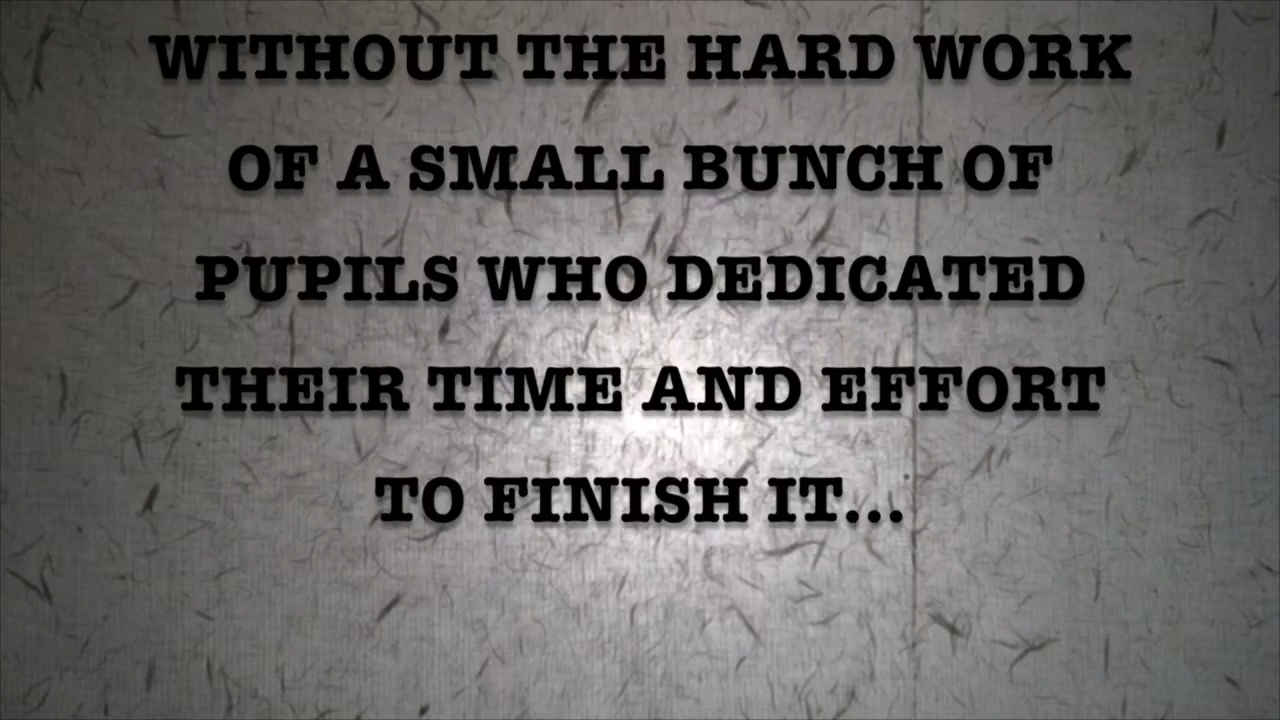 WITHOUT THE HARD WORK
OF A SMALL BUNCH OF
PUPILS WHO DEDICATED
THEIR TIME AND EFFORT
TO FINISH IT...